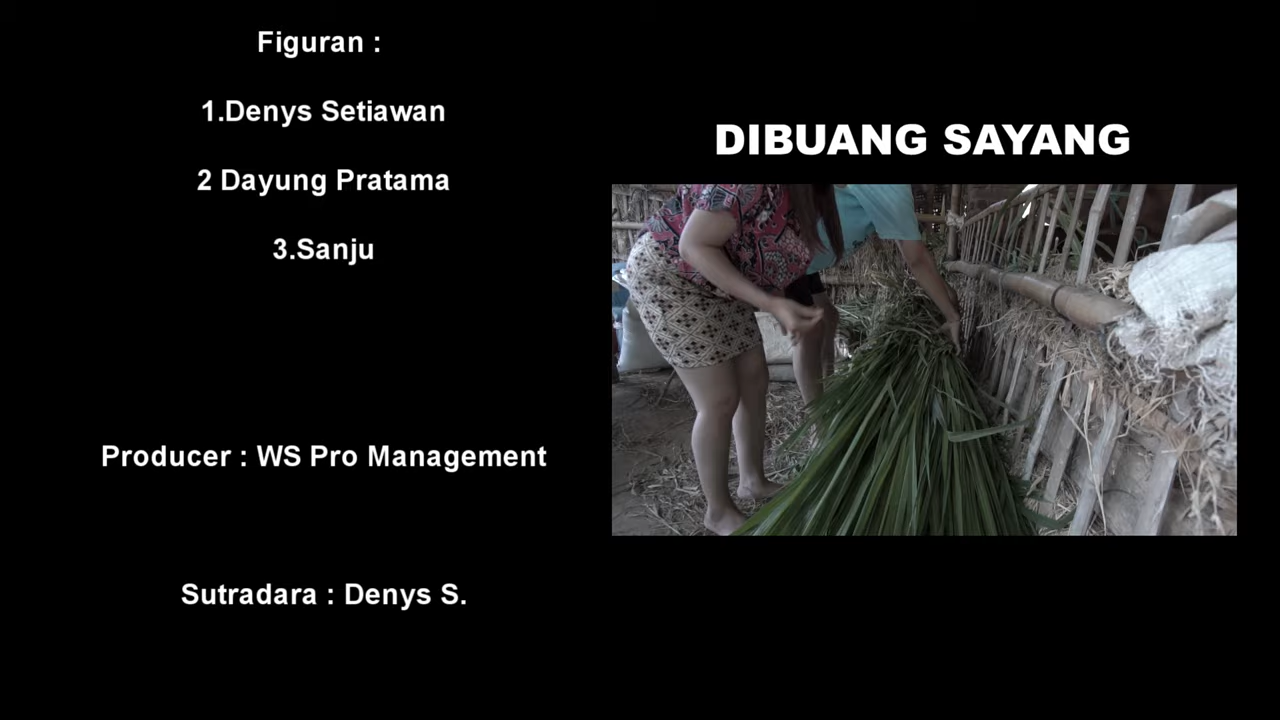 Figuran :
1.Denys Setiawan
2 Dayung Pratama
3.Sanju
Producer : WS Pro Management
Sutradara : Denys S.
DIBUANG SAYANG